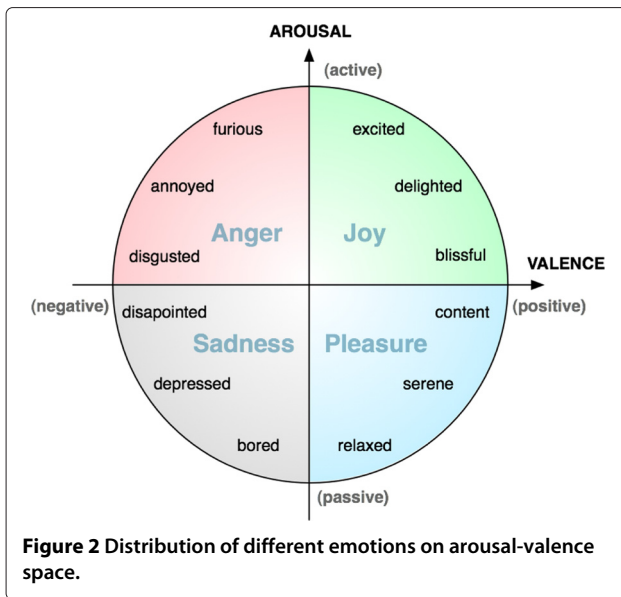 AROUSAL
(active)
furious excited
annoyed delighted
Anger Joy
disgusted blissful
VALENCE
(negative) (positive)
disapointed content
Sadness Pleasure
depressed serene
bored relaxed
(passive)
Figure 2 Distribution of different emotions on arousal-valence
space.